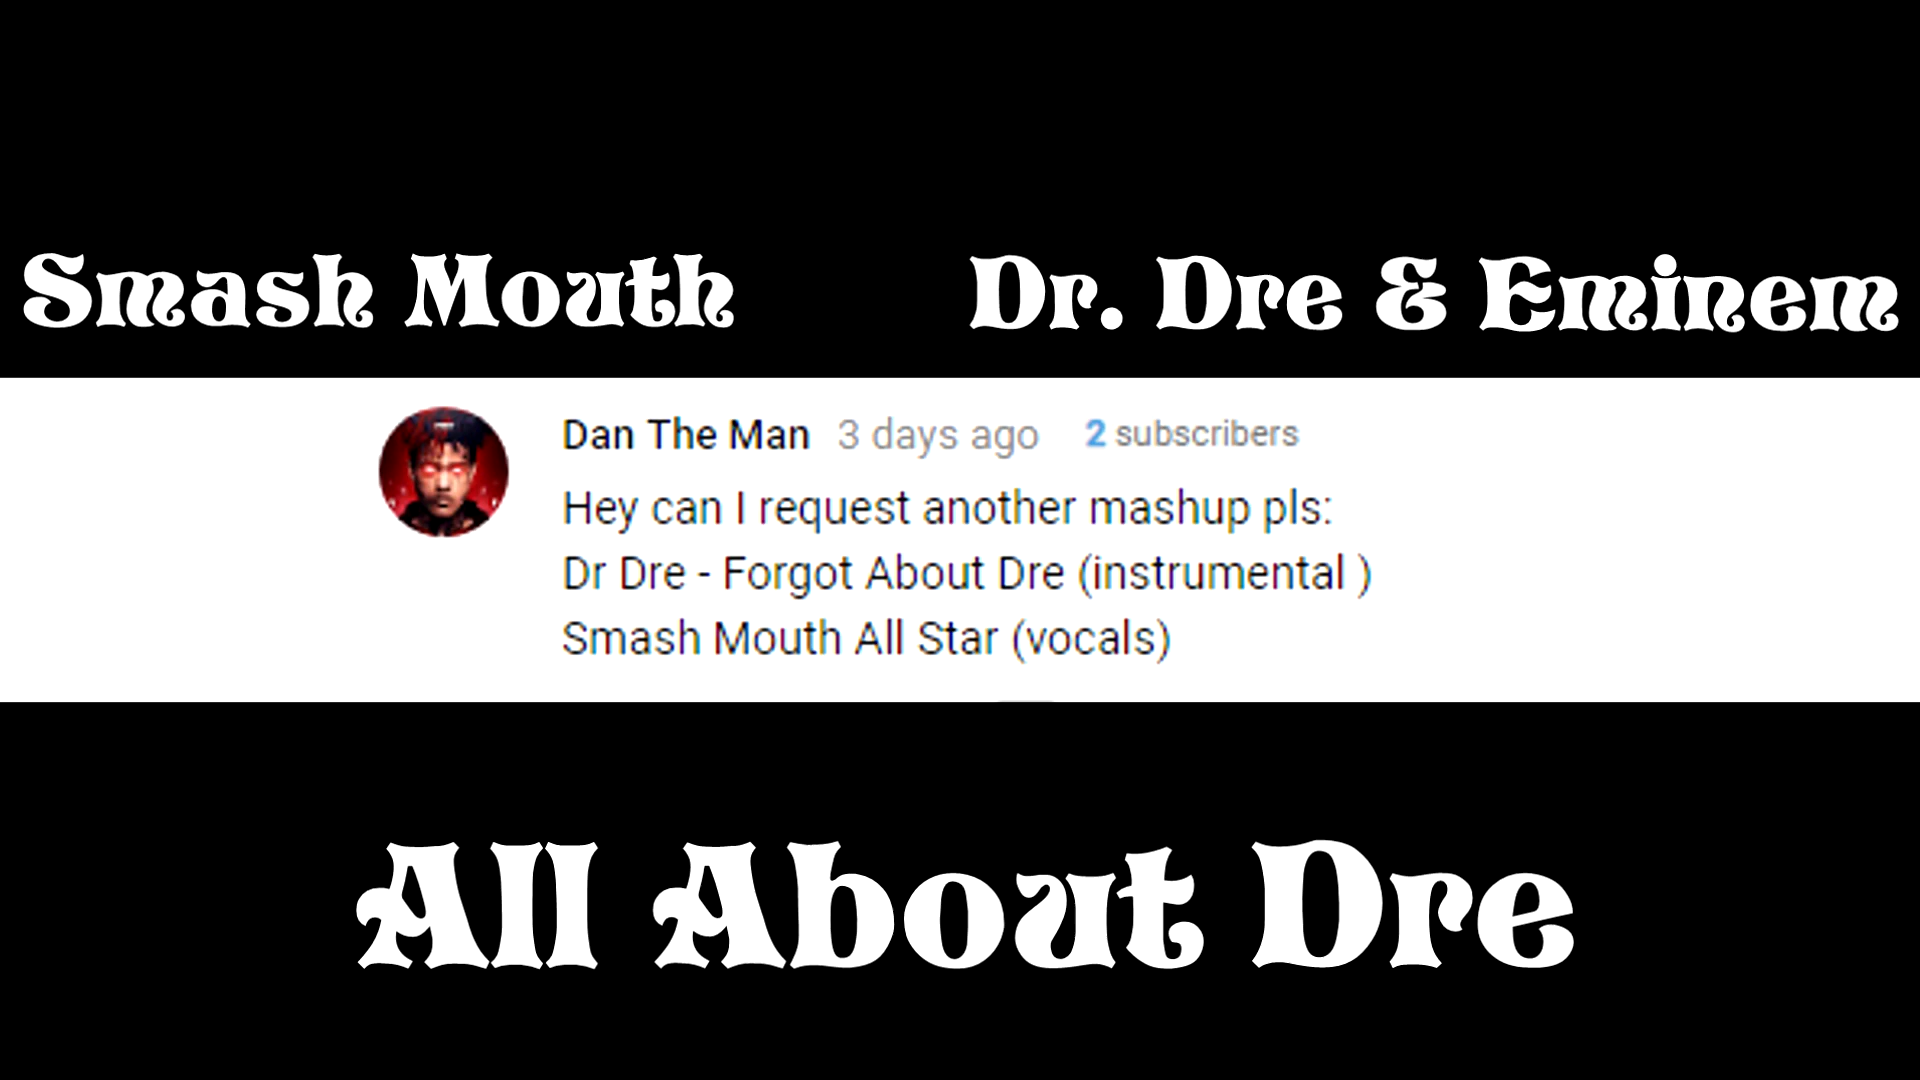 Smash Mouth Dr. Dre & Eminem
Dan The Man 3 days ago 2 subscribers
Hey can I request another mashup pls:
Dr Dre - Forgot About Dre (instrumental )
Smash Mouth All Star (vocals)
All About Dre